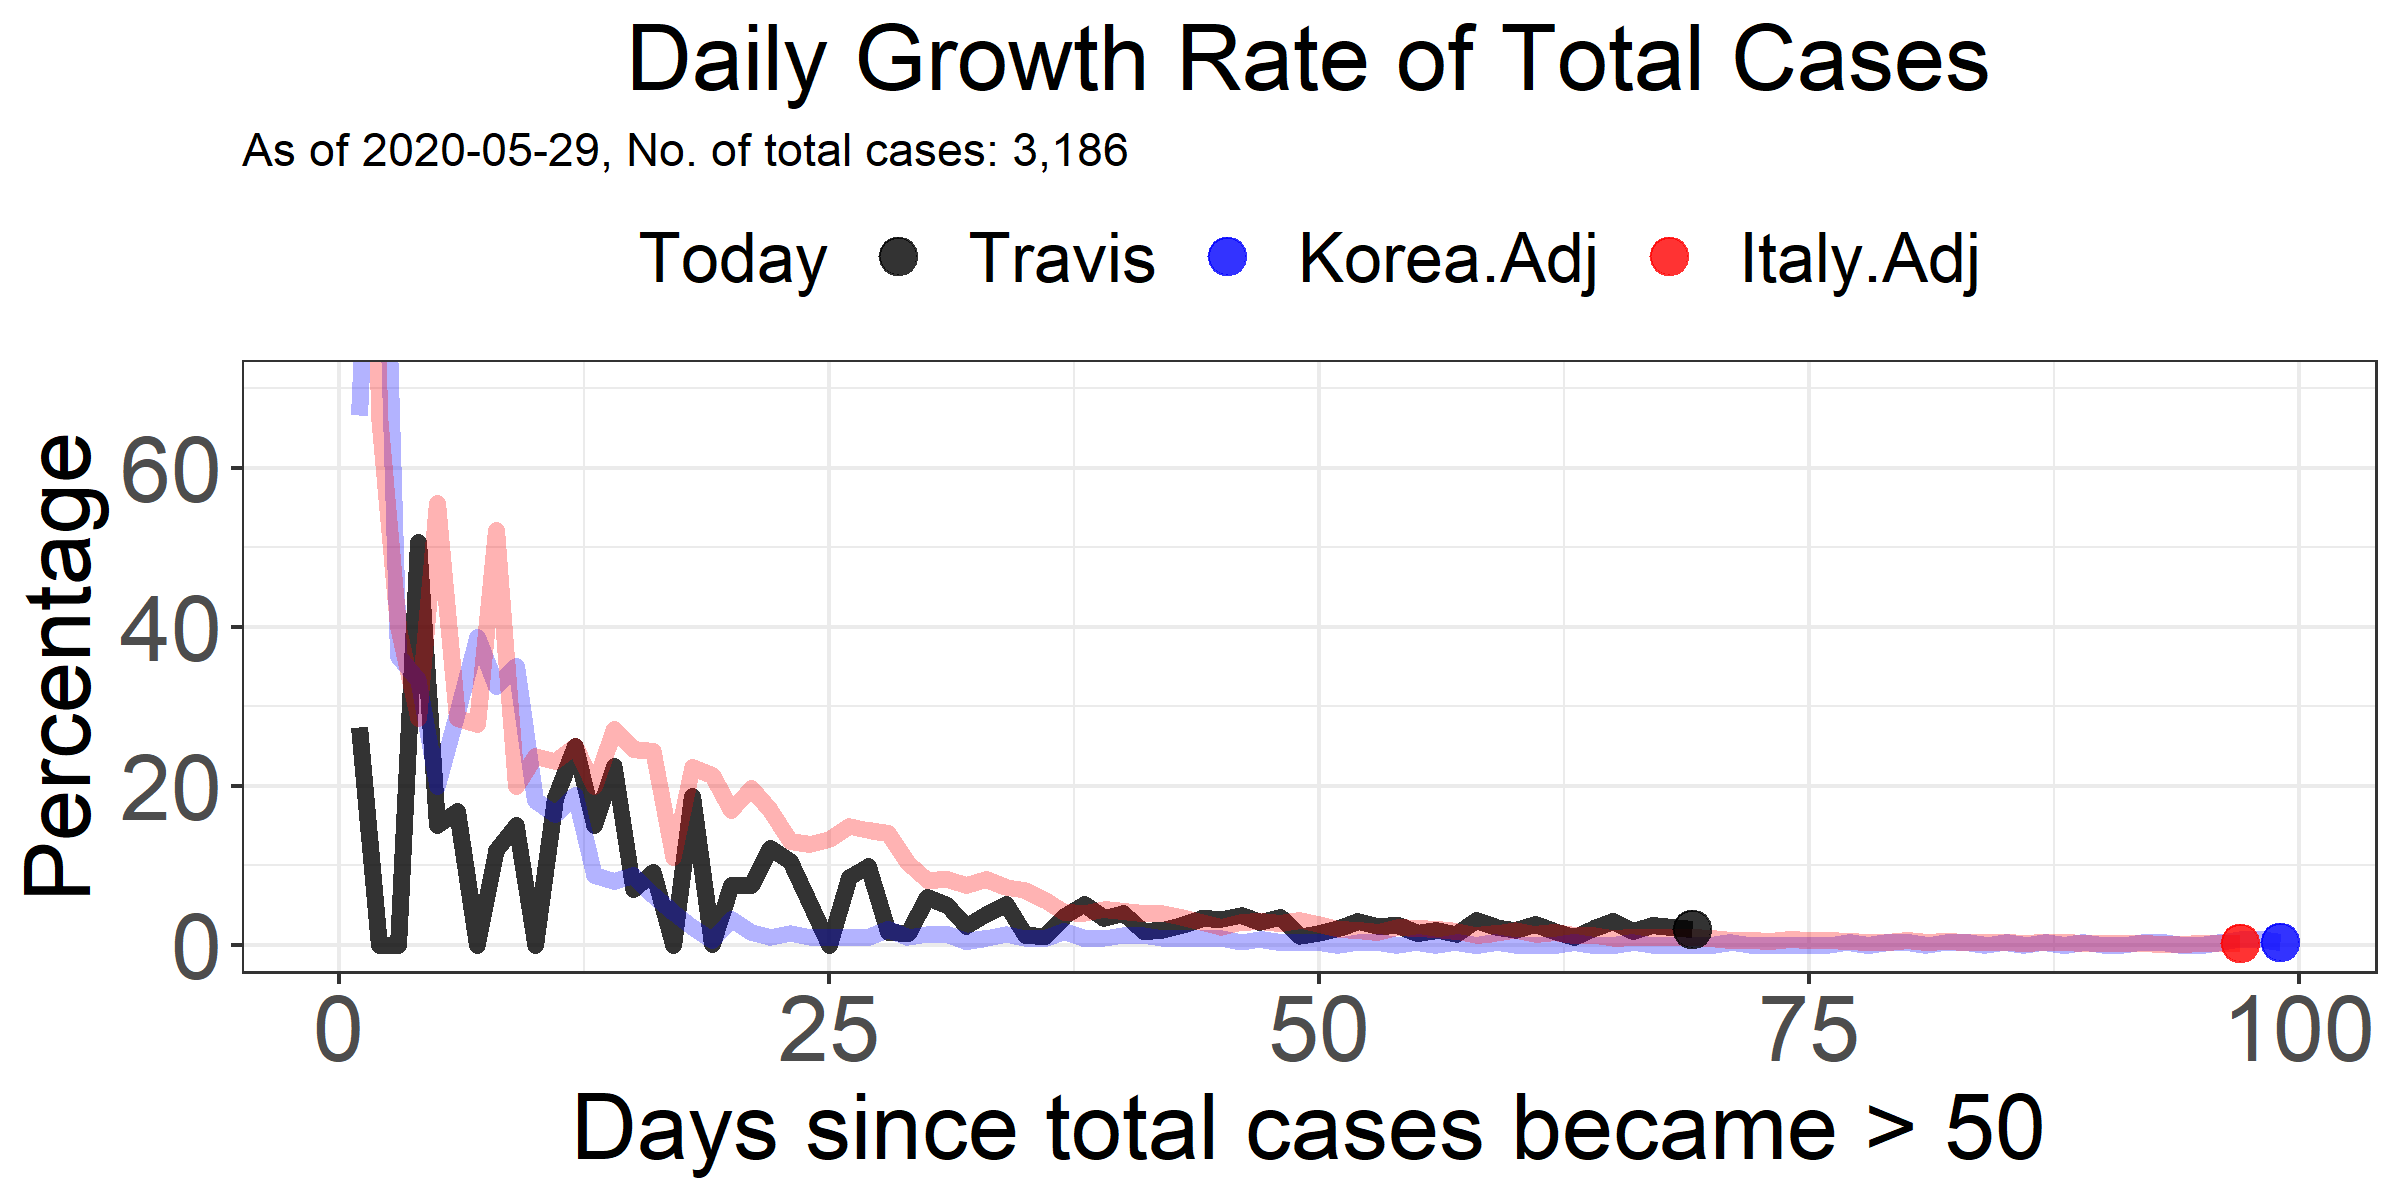 Daily Growth Rate of Total Cases
As of 2020-05-29, No. of total cases: 3,186
Today Travis Korea.Adj Italy.Adj
Percentage
60
40
20
0
0 25 50 75 100
Days since total cases became > 50